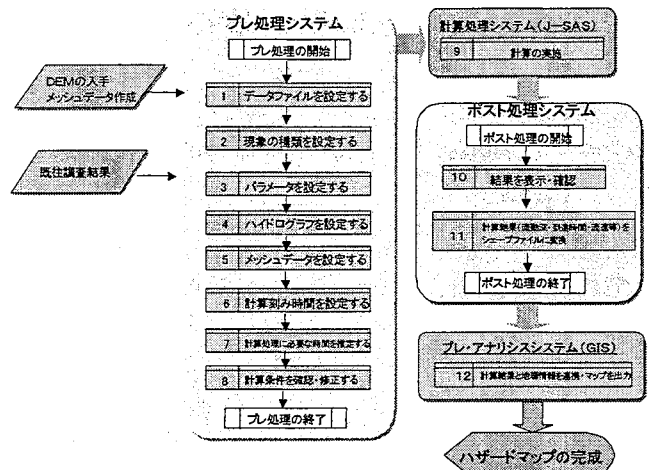 プレ処理システム
プレ処理の開始
DEMの入手
メッシュデータ作成
既往調査結果
1 データファイルを設定する
2 現象の種類を設定する
3 パラメータを設定する
4 ハイドログラフを設定する
5 メッシュデータを設定する
6 計算刻み時間を設定する
7 計算処理に必要な時間を推定する
8 計算条件を確認・修正する
プレ処理の終了
計算処理システム(J-SAS)
9 計算の実施
ポスト処理システム
ポスト処理の開始
10 結果を表示・確認
11 計算結果(流動深・到達時間・流速等)を
シェープファイルに変換
ポスト処理の終了
プレ・アナリシスシステム(GIS)
12 計算結果と地理情報を連携・マップを出力
ハザードマップの完成